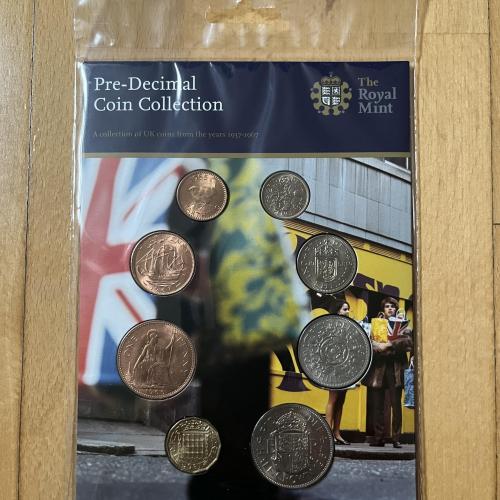 Pre-Decimal
Coin Collection
The
Royal
Mint
A collection of UK coins from the years 1937-1967